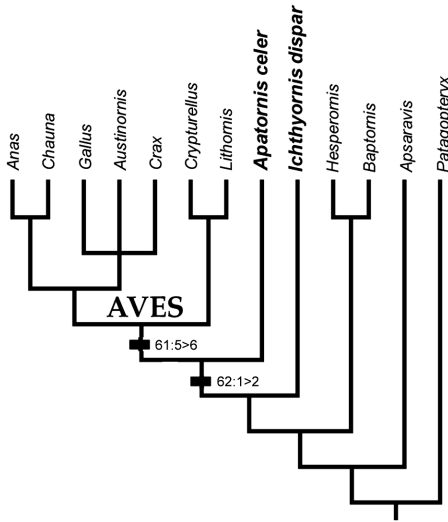 Anas
Chauna
Gallus
Austinornis
Crax
Crypturellus
Lithornis
Apatornis celer
Ichthyornis dispar
Hesperornis
Baptornis
Apsaravis
Patagopteryx
AVES
61:5>6
62:1>2